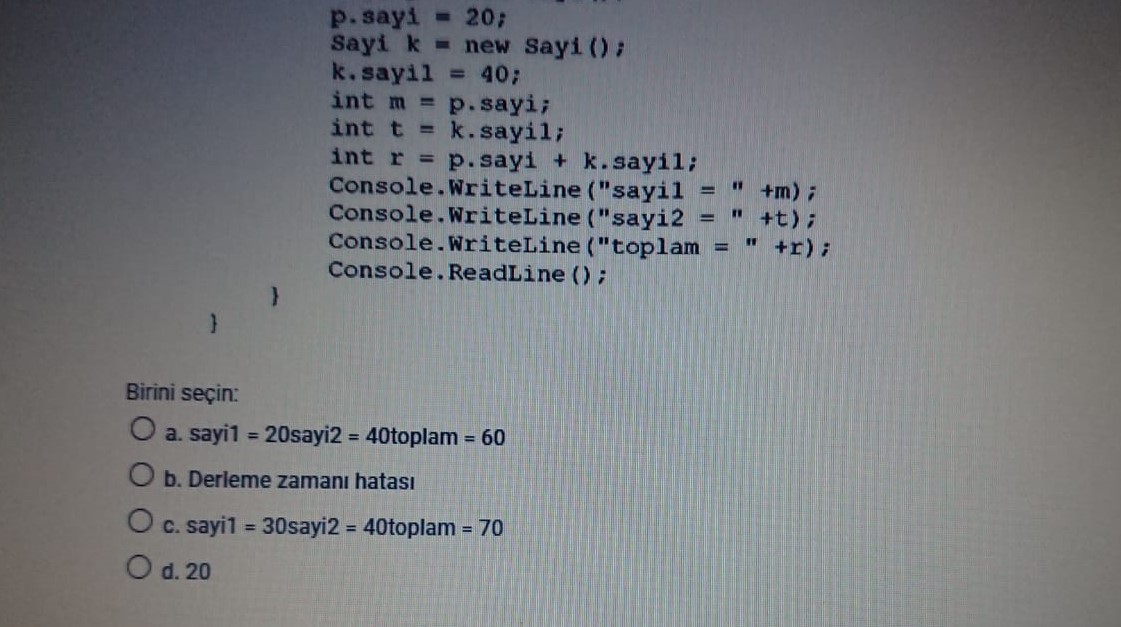 p.sayi = 20;
Sayi k = new Sayi();
k.sayi1 = 40;
int m = p.sayi;
int t = k.sayi1;
int r = p.sayi + k.sayi1;
Console.WriteLine("sayi1 = " +m);
Console.WriteLine("sayi2 = " +t);
Console.WriteLine("toplam = " +r);
Console.ReadLine();
}
}
Birini seçin:
a. sayi1 = 20sayi2 = 40toplam = 60
b. Derleme zamanı hatası
c. sayi1 = 30sayi2 = 40toplam = 70
d. 20